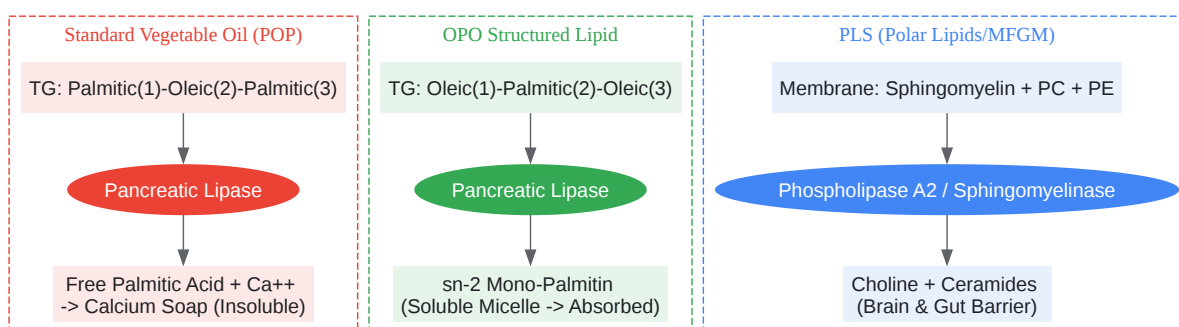 Standard Vegetable Oil (POP)
TG: Palmitic(1)-Oleic(2)-Palmitic(3)
Pancreatic Lipase
Free Palmitic Acid + Ca++
-> Calcium Soap (Insoluble)
OPO Structured Lipid
TG: Oleic(1)-Palmitic(2)-Oleic(3)
Pancreatic Lipase
sn-2 Mono-Palmitin
(Soluble Micelle -> Absorbed)
PLS (Polar Lipids/MFGM)
Membrane: Sphingomyelin + PC + PE
Phospholipase A2 / Sphingomyelinase
Choline + Ceramides
(Brain & Gut Barrier)